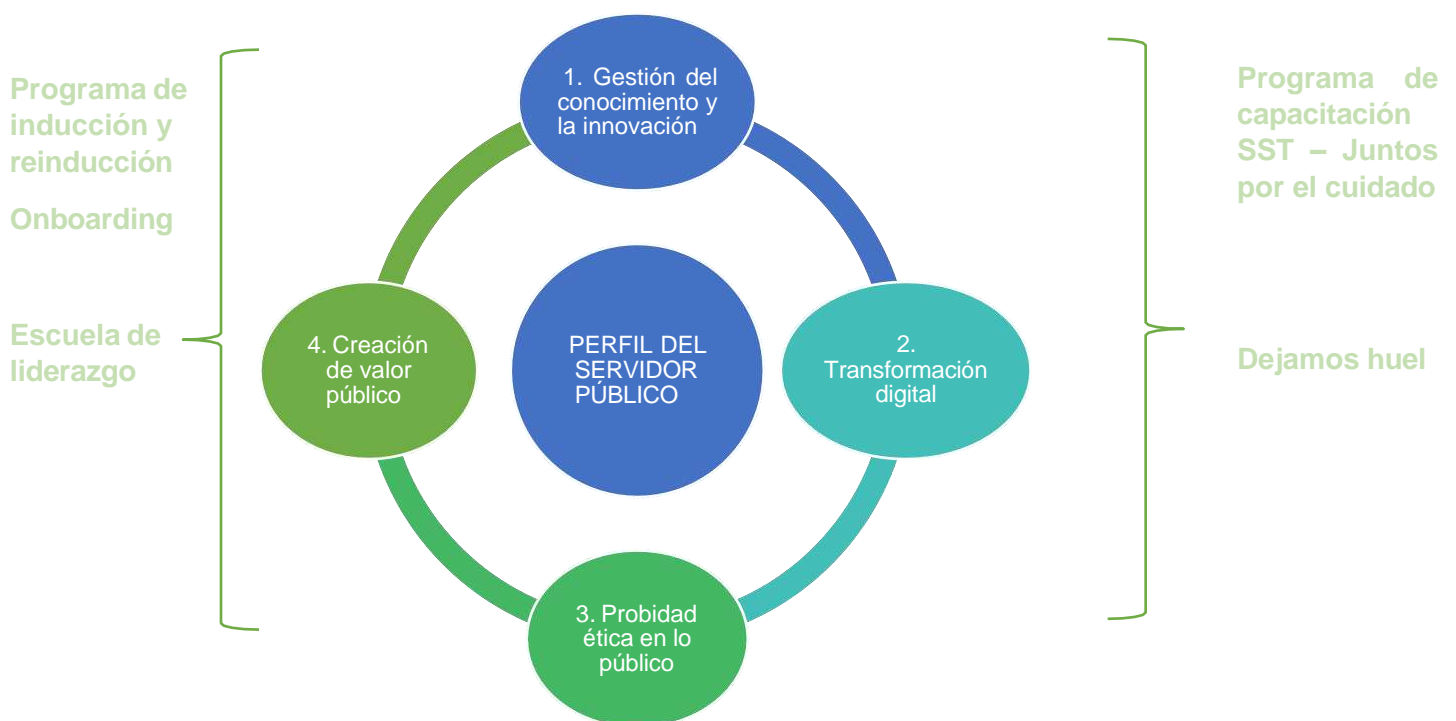 Programa de
inducción y
reinducción
Onboarding
Escuela de
liderazgo
1. Gestión del
conocimiento y
la innovación
4. Creación
de valor
público
PERFIL DEL
SERVIDOR
PÚBLICO
2.
Transformación
digital
3. Probidad
ética en lo
público
Programa de
capacitación
SST – Juntos
por el cuidado
Dejamos huel